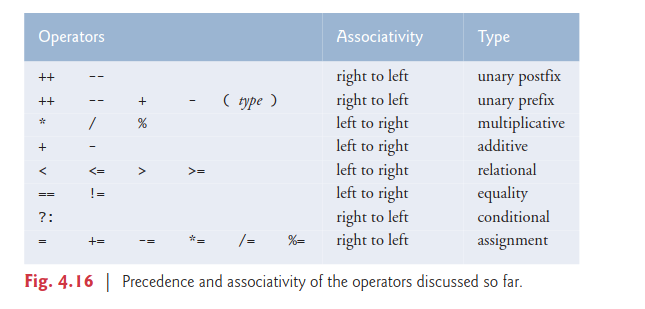 Operators Associativity Type
++ -- right to left unary postfix
++ -- + - ( type ) right to left unary prefix
* / % left to right multiplicative
+ - left to right additive
< <= > >= left to right relational
== != left to right equality
?: right to left conditional
= += -= *= /= %= right to left assignment
Fig. 4.16 | Precedence and associativity of the operators discussed so far.